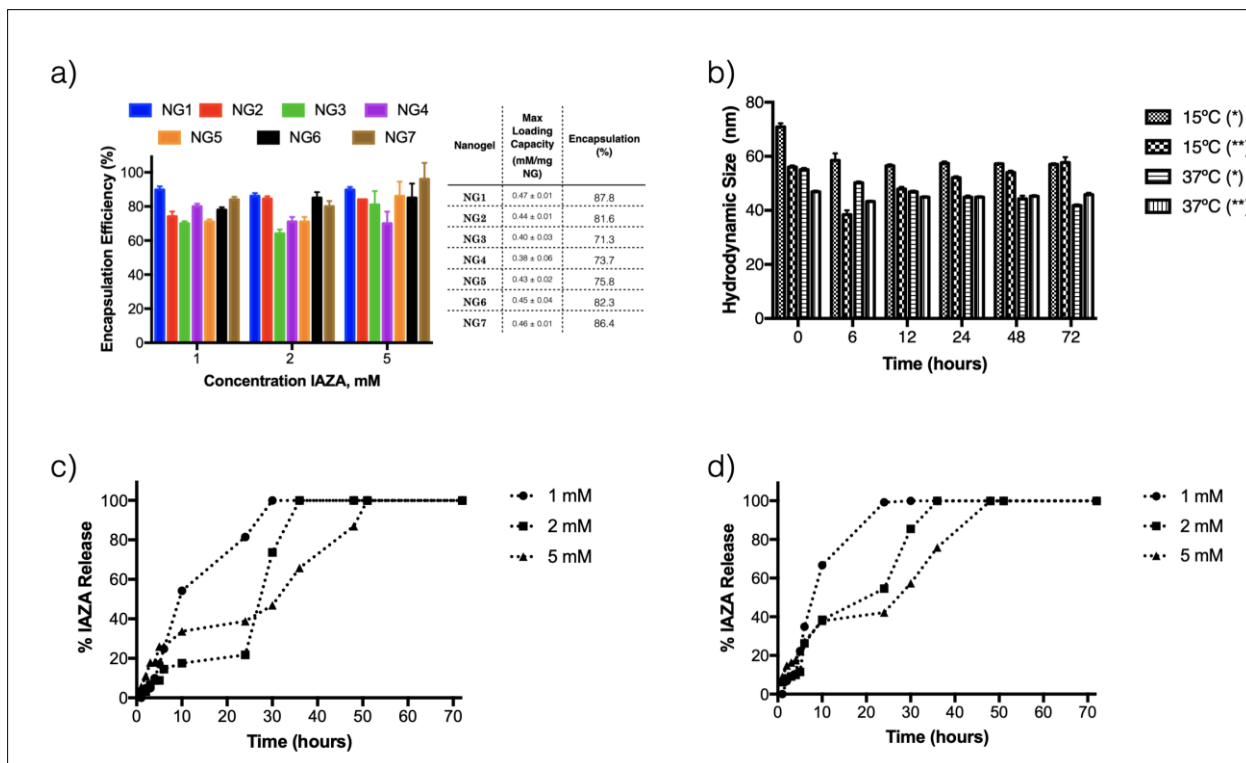 a)
NG1 NG2 NG3 NG4
NG5 NG6 NG7
Encapsulation Efficiency (%)
100
80
60
40
20
0
1 2 5
Concentration IAZA, mM
Nanogel Max Loading Capacity (mM/mg NG) Encapsulation (%)
NG1 0.47 ± 0.01 87.8
NG2 0.44 ± 0.01 81.6
NG3 0.40 ± 0.03 71.3
NG4 0.38 ± 0.06 73.7
NG5 0.43 ± 0.02 75.8
NG6 0.45 ± 0.04 82.3
NG7 0.46 ± 0.01 86.4
b)
Hydrodynamic Size (nm)
80
60
40
20
0
0 6 12 24 48 72
Time (hours)
15ºC (*)
15ºC (**)
37ºC (*)
37ºC (**)
c)
% IAZA Release
100
80
60
40
20
0
0 10 20 30 40 50 60 70
Time (hours)
1 mM
2 mM
5 mM
d)
% IAZA Release
100
80
60
40
20
0
0 10 20 30 40 50 60 70
Time (hours)
1 mM
2 mM
5 mM